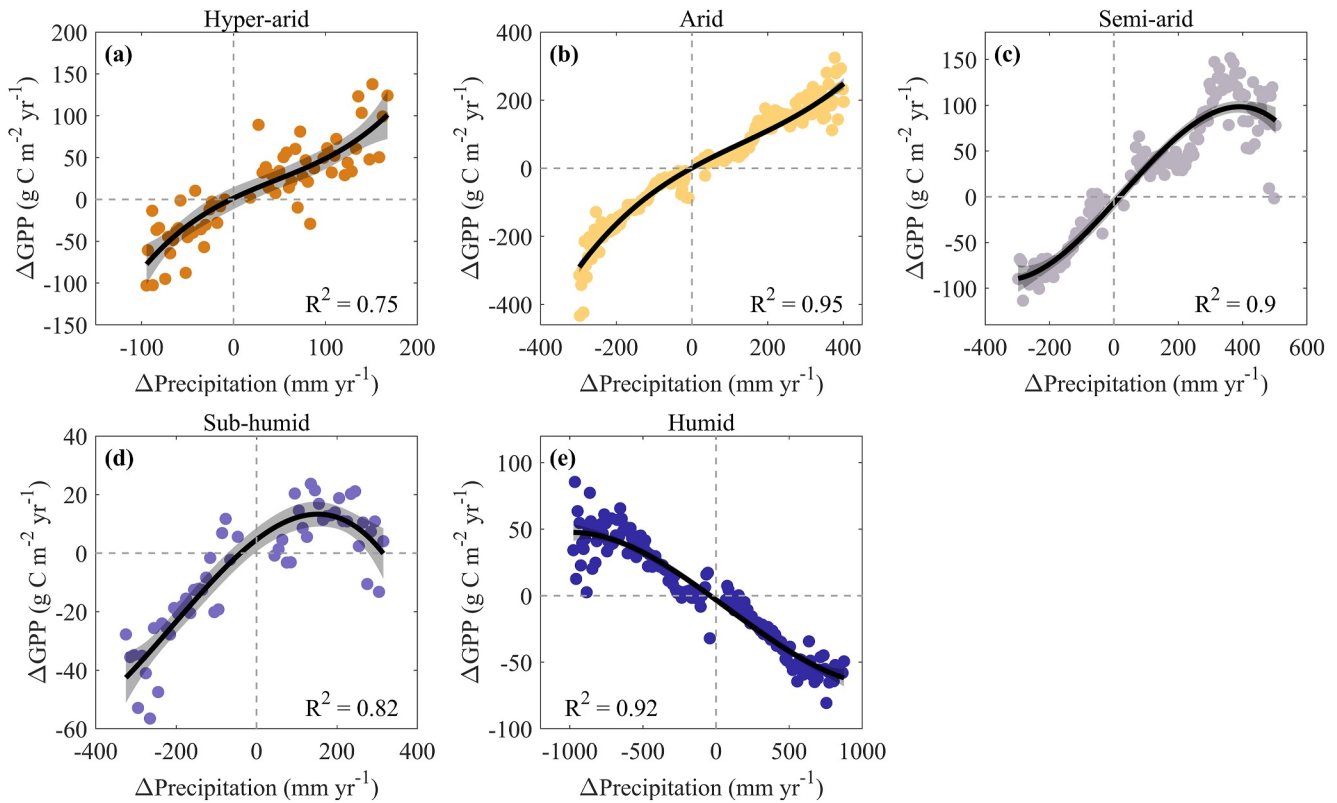 Hyper-arid
(a)
200
150
100
50
0
-50
-100
-150
ΔGPP (g C m-2 yr-1)
R2 = 0.75
-100 0 100 200
ΔPrecipitation (mm yr-1)
Arid
(b)
400
200
0
-200
-400
ΔGPP (g C m-2 yr-1)
R2 = 0.95
-400 -200 0 200 400
ΔPrecipitation (mm yr-1)
Semi-arid
(c)
150
100
50
0
-50
-100
ΔGPP (g C m-2 yr-1)
R2 = 0.9
-400 -200 0 200 400 600
ΔPrecipitation (mm yr-1)
Sub-humid
(d)
40
20
0
-20
-40
-60
ΔGPP (g C m-2 yr-1)
R2 = 0.82
-400 -200 0 200 400
ΔPrecipitation (mm yr-1)
Humid
(e)
100
50
0
-50
-100
ΔGPP (g C m-2 yr-1)
R2 = 0.92
-1000 -500 0 500 1000
ΔPrecipitation (mm yr-1)